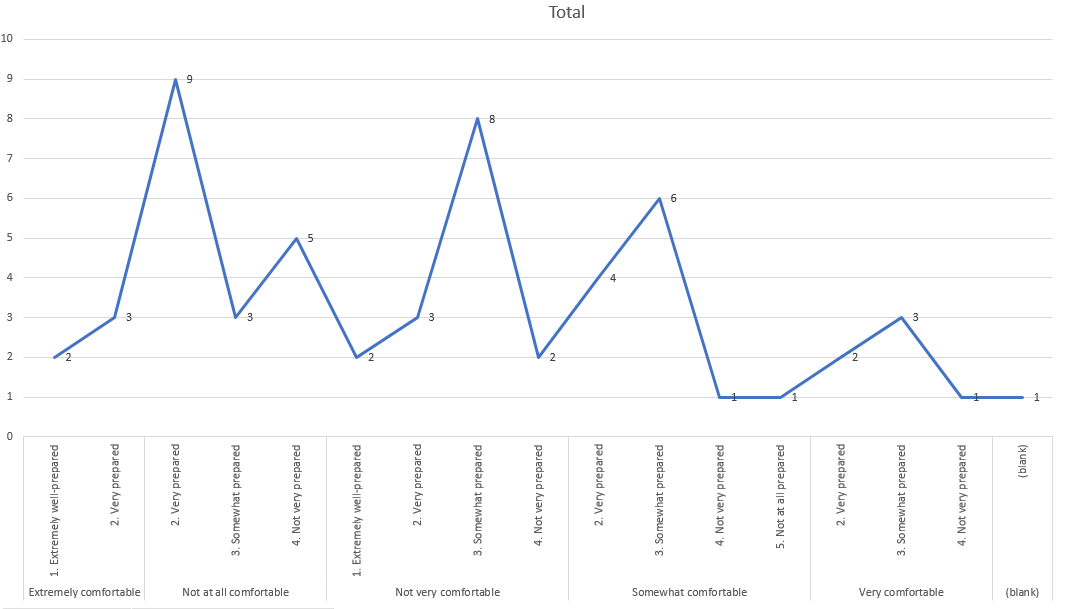 Total
10
9
8
7
6
5
4
3
2
1
0
2
3
9
3
5
2
3
8
2
4
6
1
1
2
3
1
1
1. Extremely well-prepared
2. Very prepared
2. Very prepared
3. Somewhat prepared
4. Not very prepared
1. Extremely well-prepared
2. Very prepared
3. Somewhat prepared
4. Not very prepared
2. Very prepared
3. Somewhat prepared
4. Not very prepared
5. Not at all prepared
2. Very prepared
3. Somewhat prepared
4. Not very prepared
(blank)
Extremely comfortable
Not at all comfortable
Not very comfortable
Somewhat comfortable
Very comfortable
(blank)